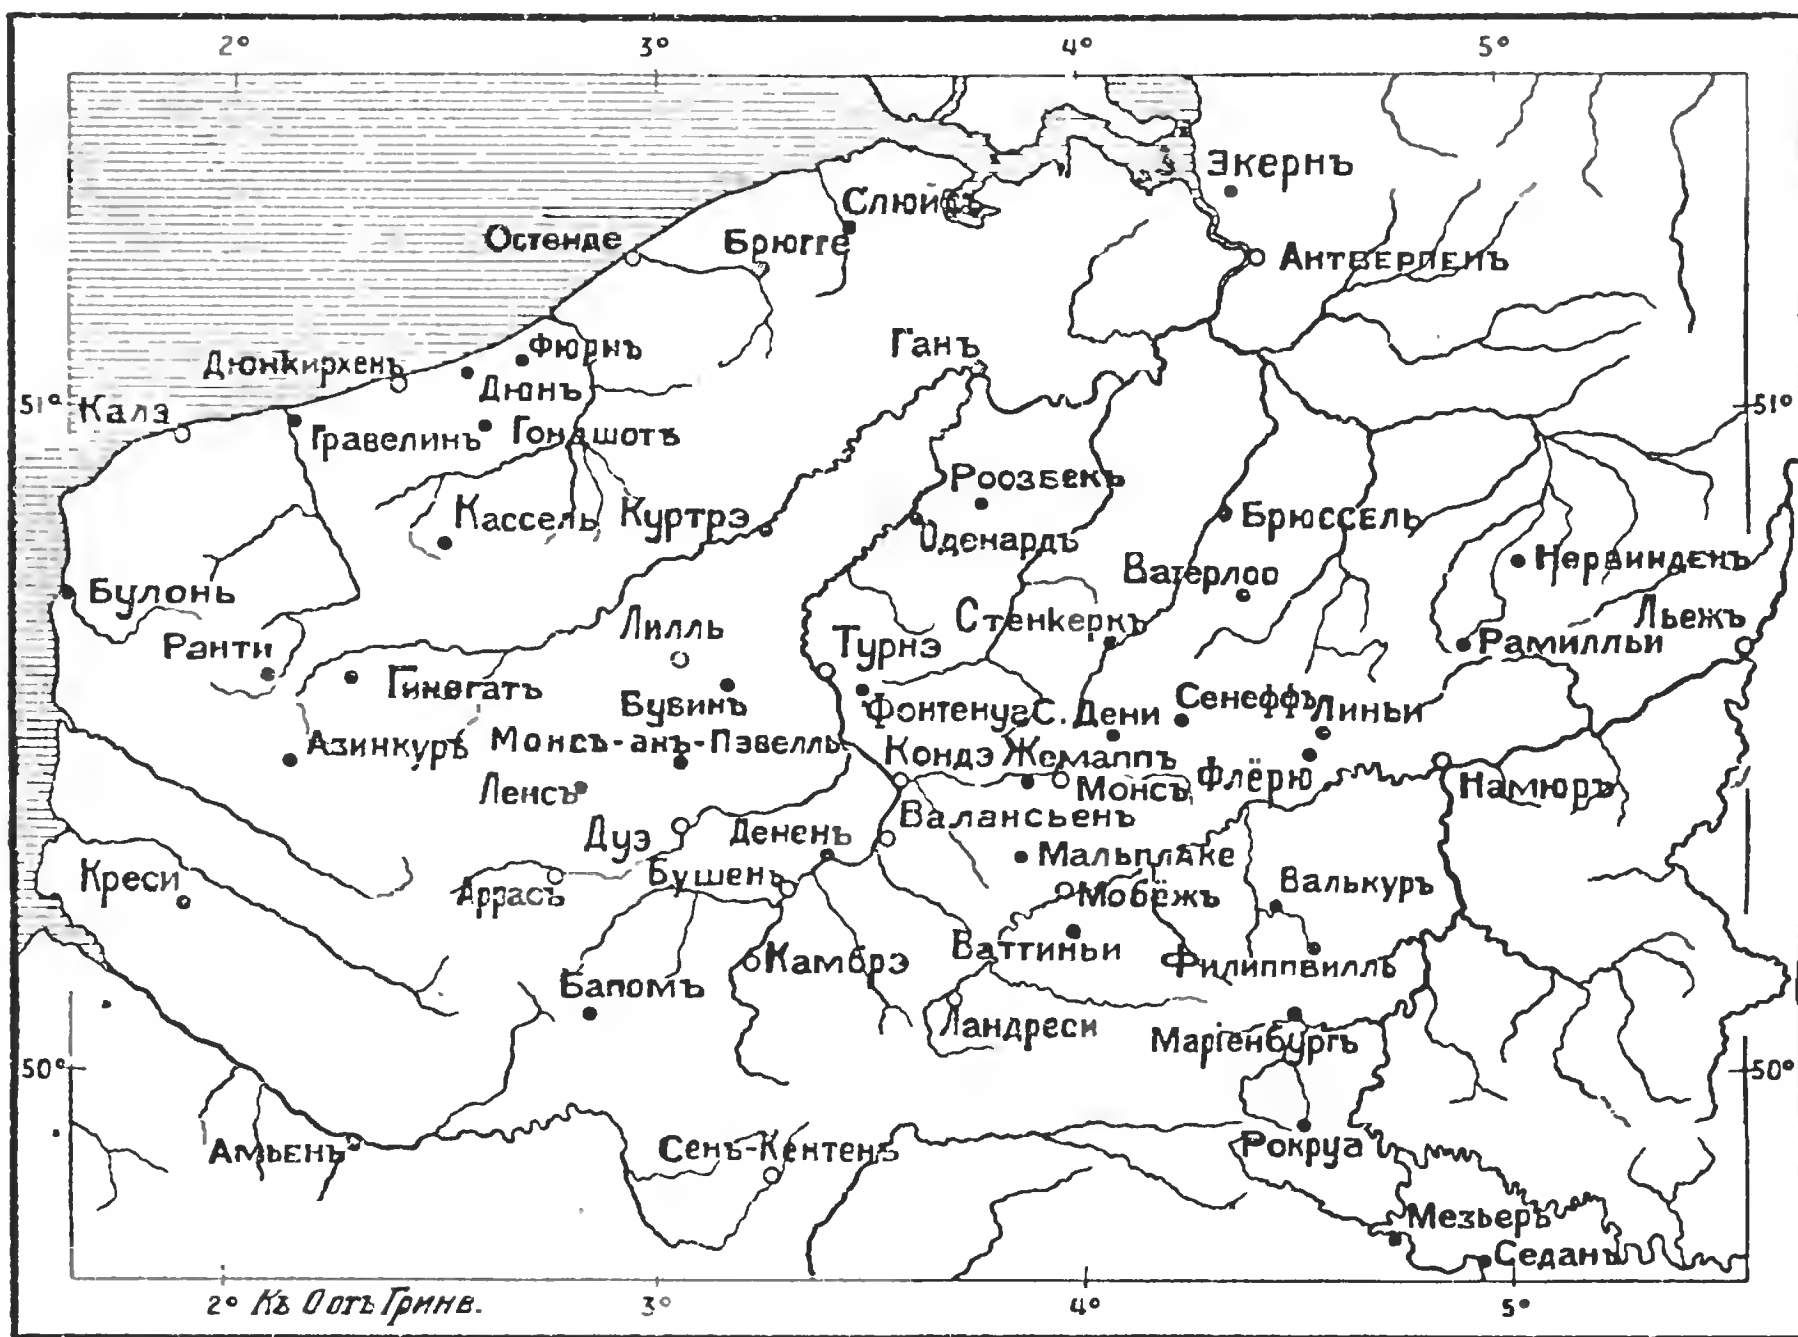 2° 3° 4° 5°
Экернъ
Слюйсъ
Остенде Брюгге
Антверпенъ
Фюрнъ
Ганъ
Дюнкирхенъ
Дюнъ
51° Калэ 51°
Гравелинъ Гондшотъ
Роозбекъ
Кассель Куртрэ Брюссель
Оденардъ
Нервинденъ
Ватерлоо
Булонь
Стенкеркъ Льежъ
Лилль
Ранти Турнэ Рамилльи
Гинегатъ
Бувинъ Фонтенуа С. Дени Сенеффъ Линьи
Азинкуръ Монсъ-анъ-Пэвелль
Кондэ Жемаппъ
Ленсъ Монсъ Флёрю Намюръ
Валансьенъ
Дуэ Дененъ
Мальплаке
Креси Аррасъ Бушенъ Валькуръ
Мобёжъ
Ваттиньи
Камбрэ Филиппвилль
Бапомъ
Ландреси
Маріенбургъ
50° 50°
Амьенъ Сенъ-Кентенъ Рокруа
Мезьеръ
Седанъ
2° Къ О отъ Гринв. 3° 4° 5°